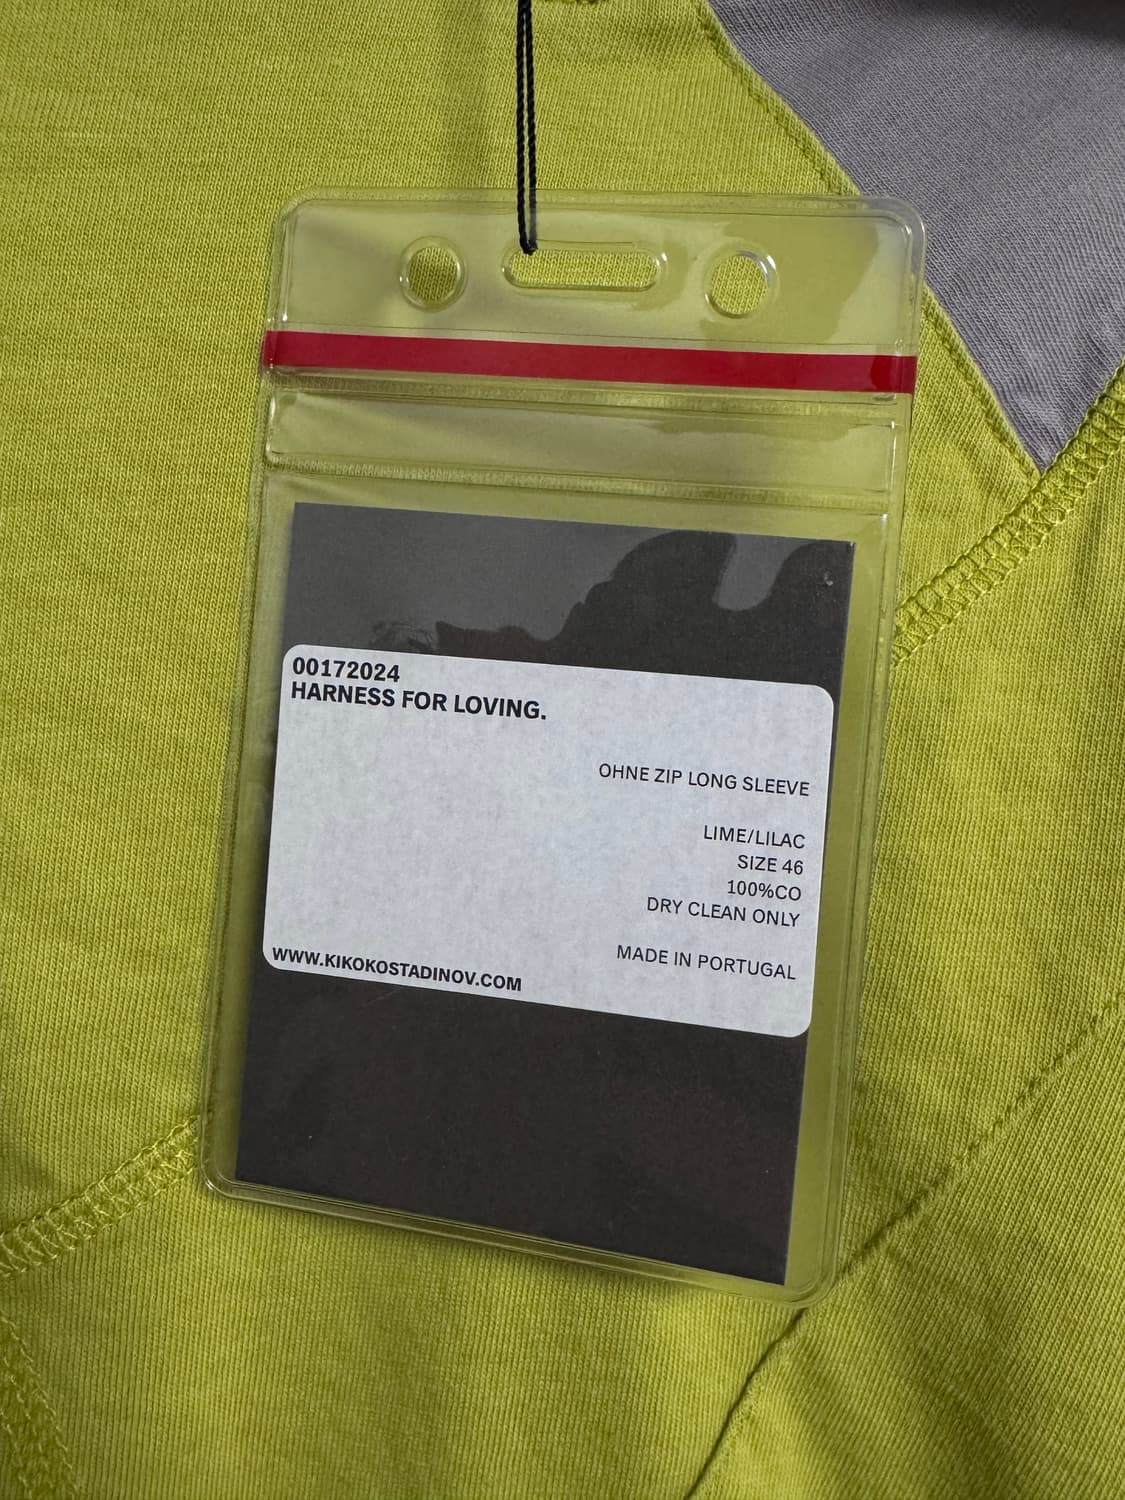 00172024
HARNESS FOR LOVING.
OHNE ZIP LONG SLEEVE
LIME/LILAC
SIZE 46
100%CO
DRY CLEAN ONLY
MADE IN PORTUGAL
WWW.KIKOKOSTADINOV.COM